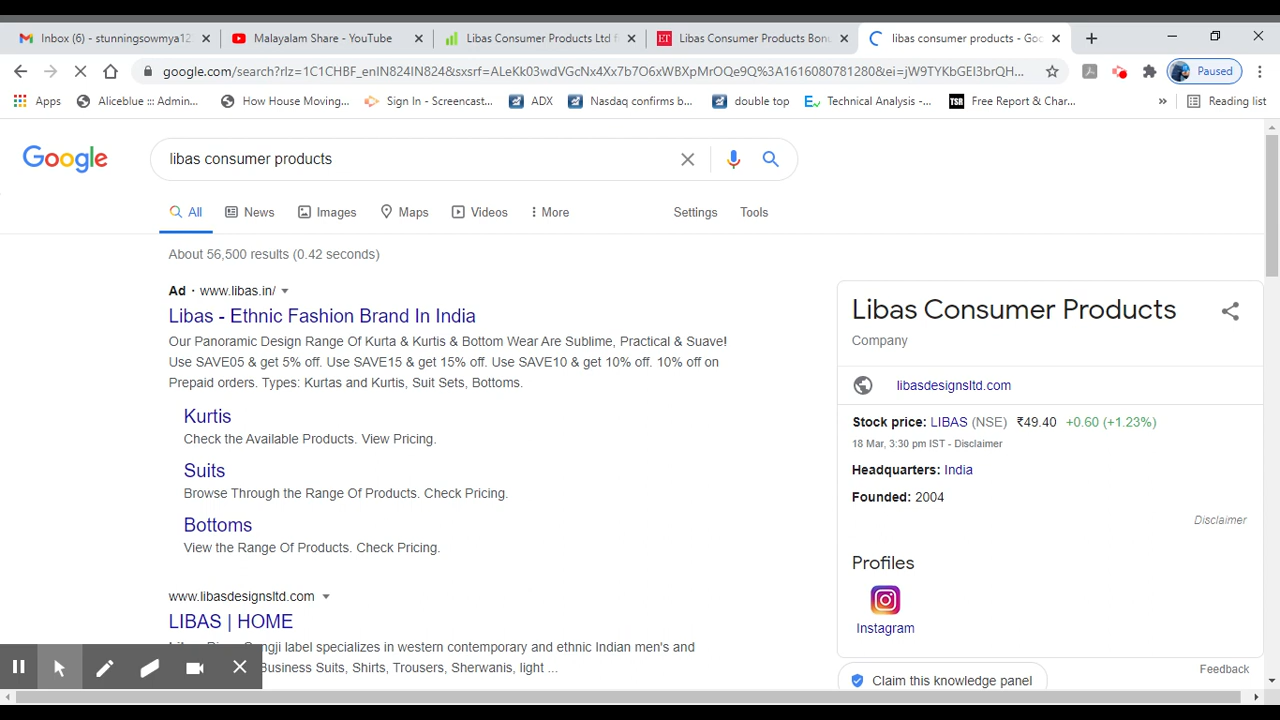 Inbox (6) - stunningsowmya12
Malayalam Share - YouTube
Libas Consumer Products Ltd f
ET
Libas Consumer Products Bonu
libas consumer products - Goo
google.com/search?rlz=1C1CHBF_enIN824IN824&sxsrf=ALeKk03wdVGcNx4Xx7b7O6xWBXpMrOQe9Q%3A1616080781280&ei=jW9TYKbGEI3brQH...
Paused
Apps
Aliceblue ::: Admin...
How House Moving...
Sign In - Screencast...
ADX
Nasdaq confirms b...
double top
Technical Analysis -...
TSR
Free Report & Char...
»
Reading list
Google
libas consumer products
All
News
Images
Maps
Videos
More
Settings
Tools
About 56,500 results (0.42 seconds)
Ad · www.libas.in/
Libas - Ethnic Fashion Brand In India
Our Panoramic Design Range Of Kurta & Kurtis & Bottom Wear Are Sublime, Practical & Suave!
Use SAVE05 & get 5% off. Use SAVE15 & get 15% off. Use SAVE10 & get 10% off. 10% off on
Prepaid orders. Types: Kurtas and Kurtis, Suit Sets, Bottoms.
Kurtis
Check the Available Products. View Pricing.
Suits
Browse Through the Range Of Products. Check Pricing.
Bottoms
View the Range Of Products. Check Pricing.
www.libasdesignsltd.com
LIBAS | HOME
label specializes in western contemporary and ethnic Indian men's and
Business Suits, Shirts, Trousers, Sherwanis, light ...
Libas Consumer Products
Company
libasdesignsltd.com
Stock price: LIBAS (NSE) ₹49.40 +0.60 (+1.23%)
18 Mar, 3:30 pm IST - Disclaimer
Headquarters: India
Founded: 2004
Disclaimer
Profiles
Instagram
Feedback
Claim this knowledge panel